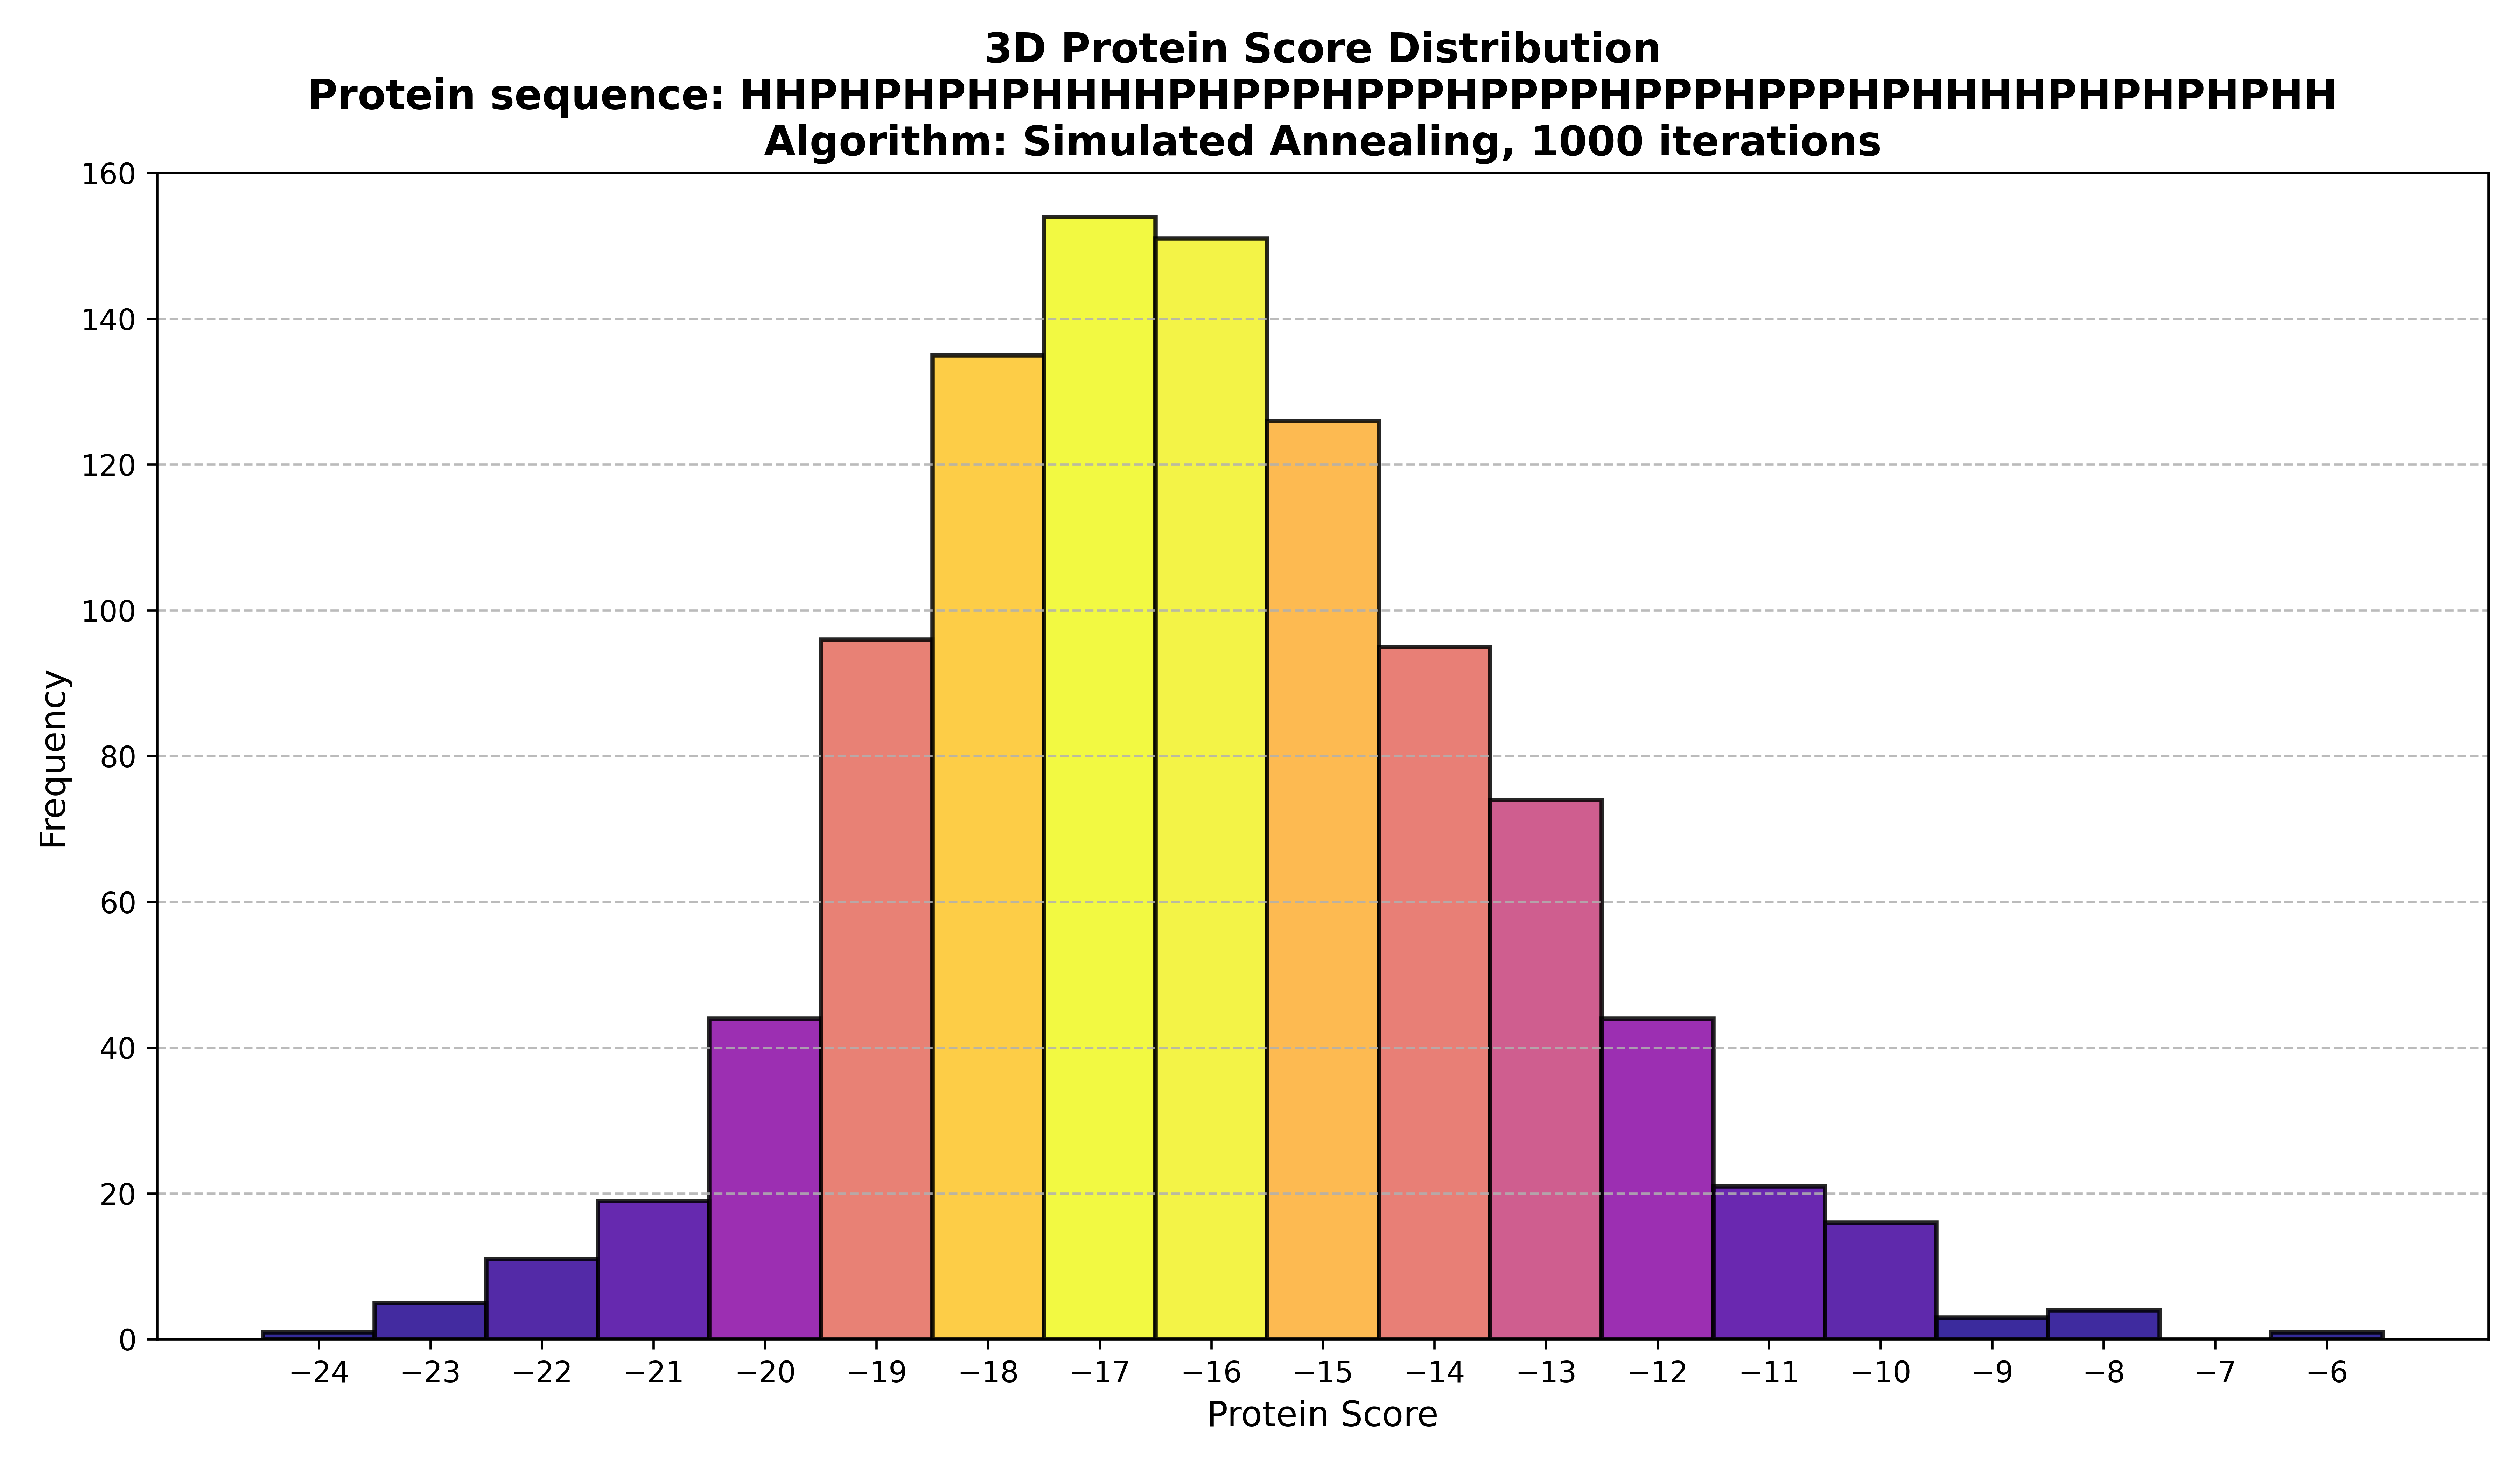 3D Protein Score Distribution
Protein sequence: HHPHPHPHPHHHHPHPPPHPPPHPPPPHPPPHPPPHPHHHHPHPHPHPHH
Algorithm: Simulated Annealing, 1000 iterations
160
140
120
100
80
60
40
20
0
Frequency
−24 −23 −22 −21 −20 −19 −18 −17 −16 −15 −14 −13 −12 −11 −10 −9 −8 −7 −6
Protein Score